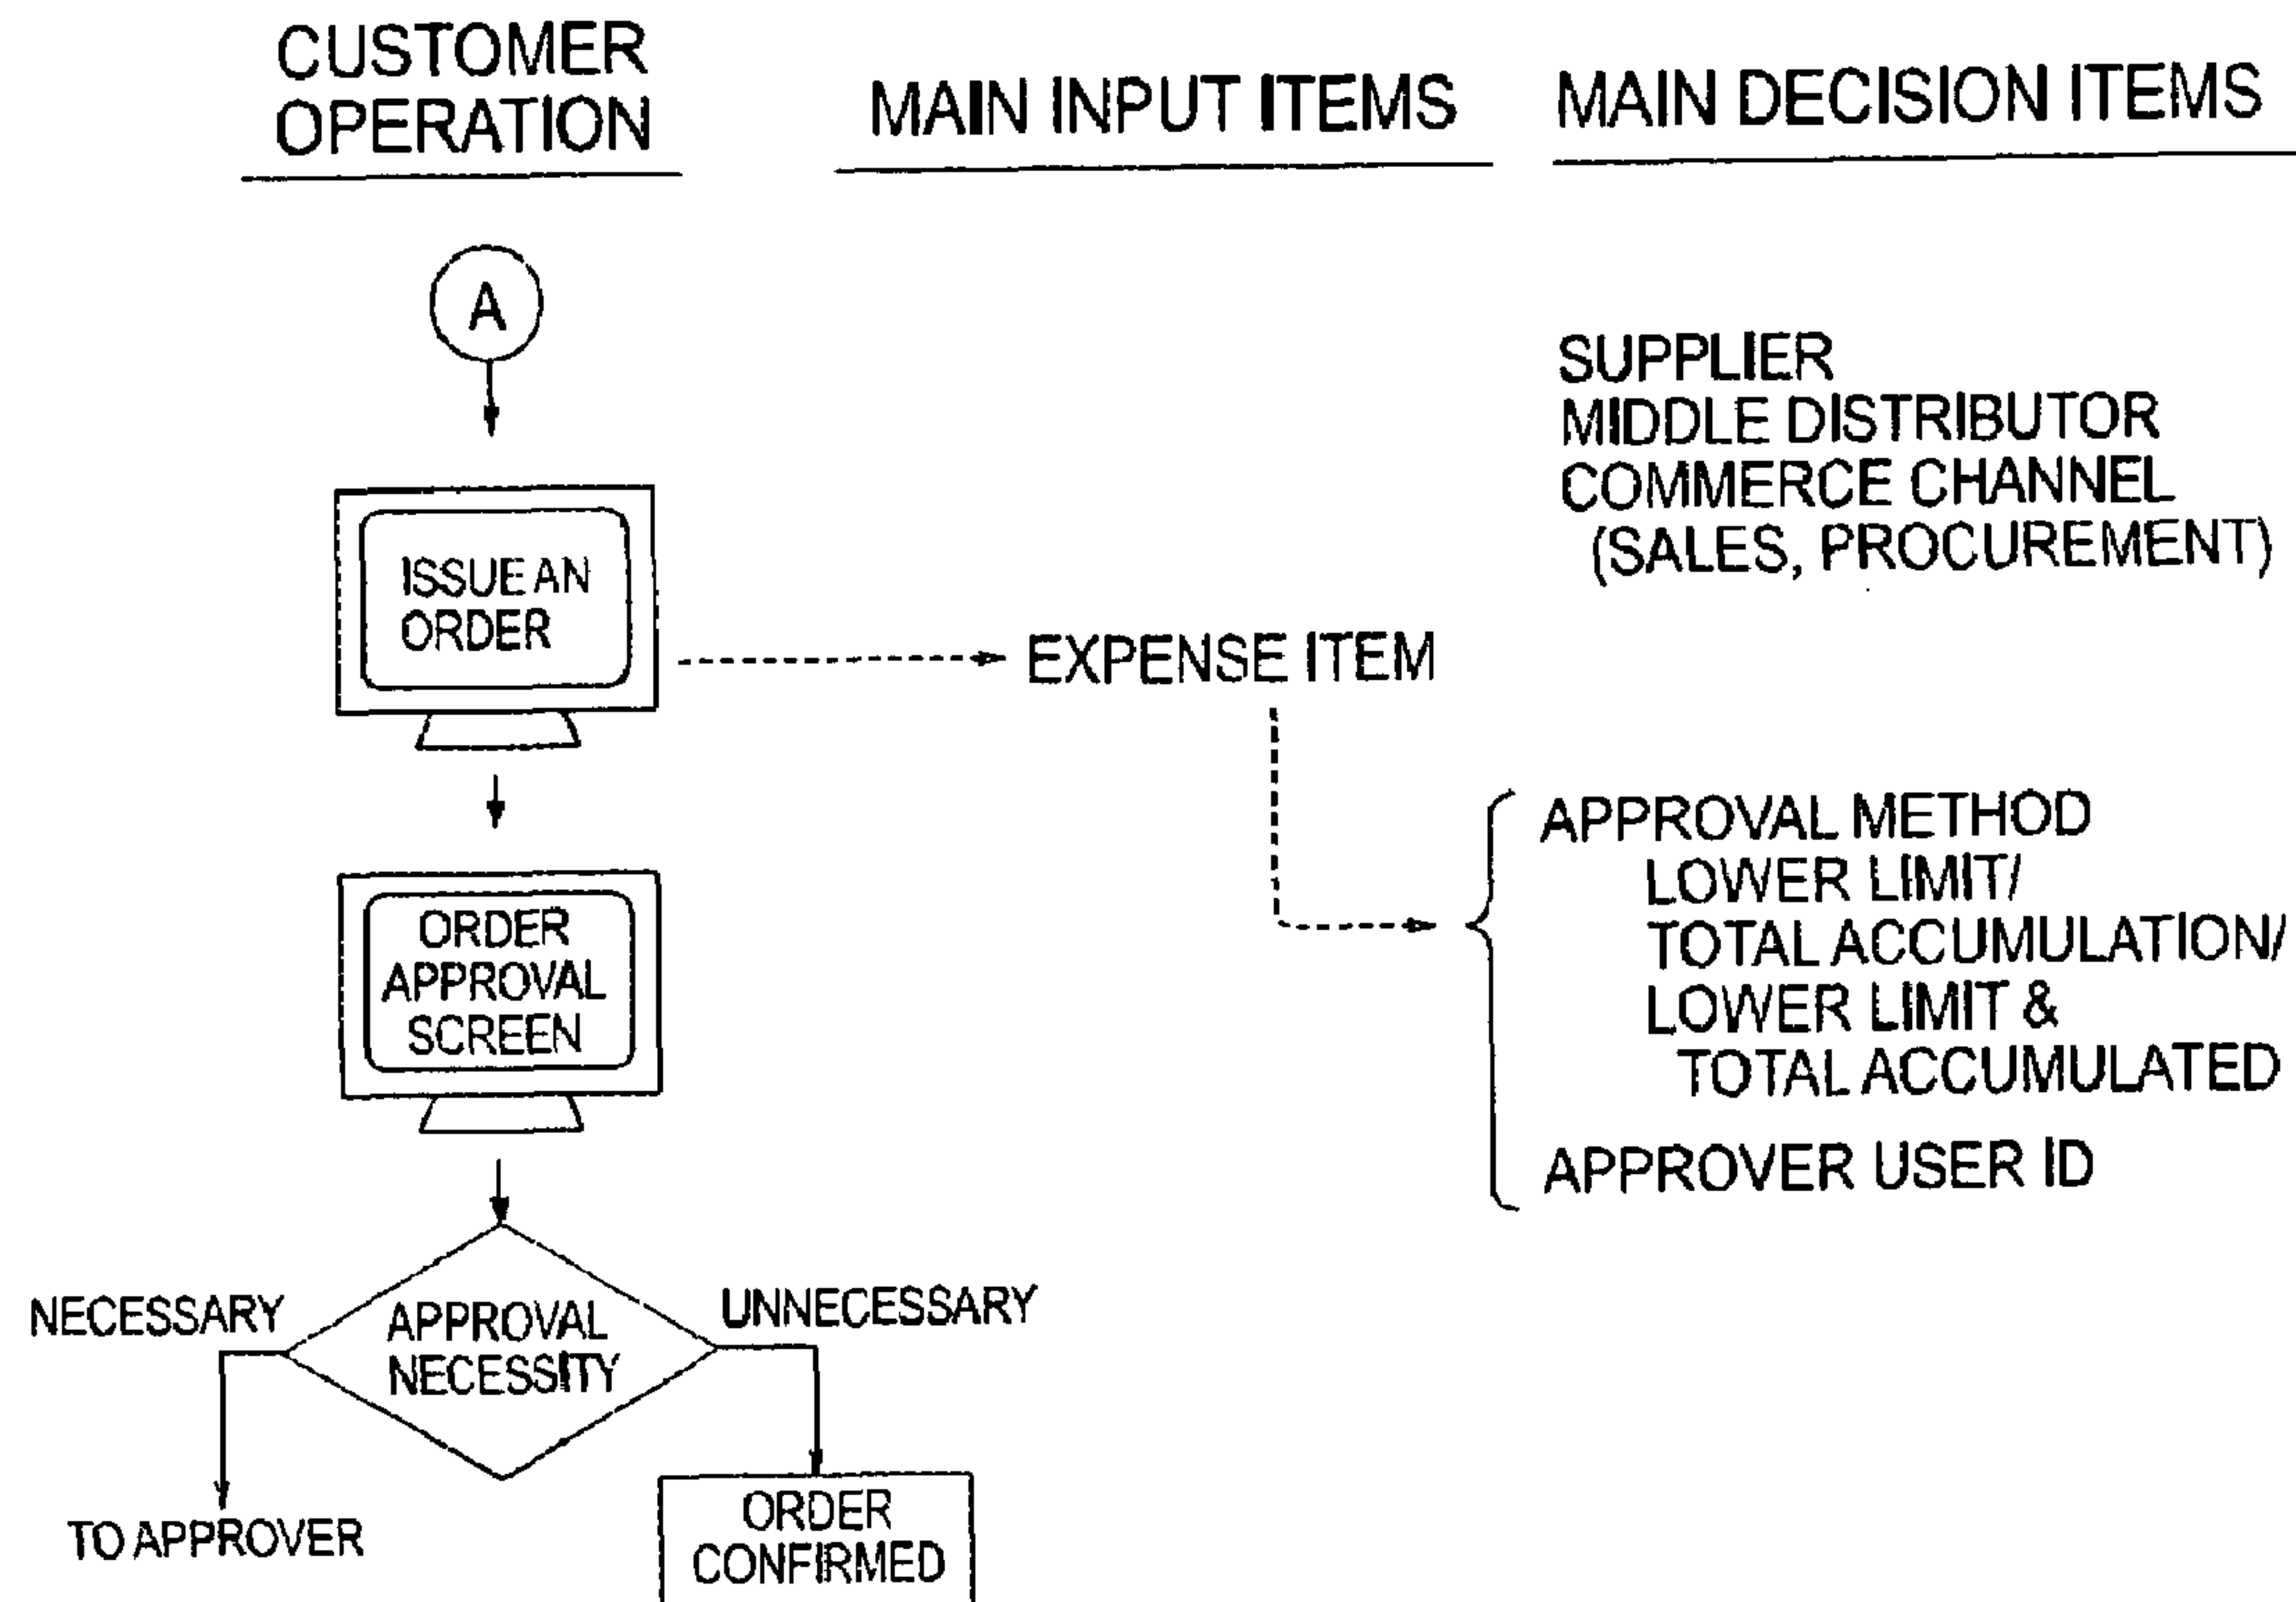 CUSTOMER
OPERATION
MAIN INPUT ITEMS
MAIN DECISION ITEMS
A
SUPPLIER
MIDDLE DISTRIBUTOR
COMMERCE CHANNEL
(SALES, PROCUREMENT)
ISSUE AN
ORDER
EXPENSE ITEM
APPROVAL METHOD
LOWER LIMIT/
TOTAL ACCUMULATION/
LOWER LIMIT &
TOTAL ACCUMULATED
APPROVER USER ID
ORDER
APPROVAL
SCREEN
NECESSARY
APPROVAL
NECESSITY
UNNECESSARY
TO APPROVER
ORDER
CONFIRMED